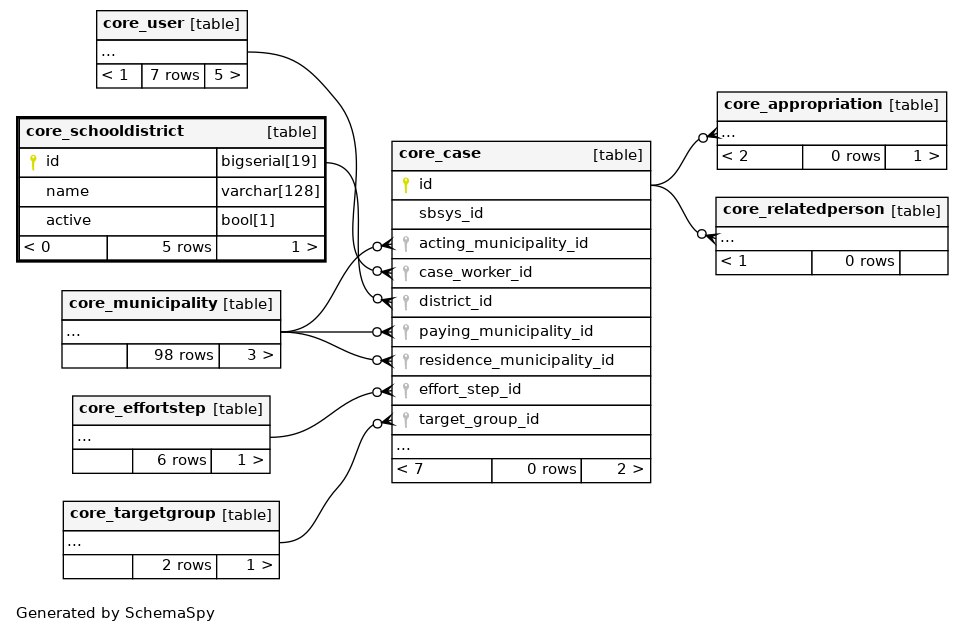 core_user [table]
...
< 1 7 rows 5 >
core_schooldistrict [table]
id bigserial[19]
name varchar[128]
active bool[1]
< 0 5 rows 1 >
core_municipality [table]
...
98 rows 3 >
core_effortstep [table]
...
6 rows 1 >
core_targetgroup [table]
...
2 rows 1 >
core_case [table]
id
sbsys_id
acting_municipality_id
case_worker_id
district_id
paying_municipality_id
residence_municipality_id
effort_step_id
target_group_id
...
< 7 0 rows 2 >
core_appropriation [table]
...
< 2 0 rows 1 >
core_relatedperson [table]
...
< 1 0 rows
Generated by SchemaSpy